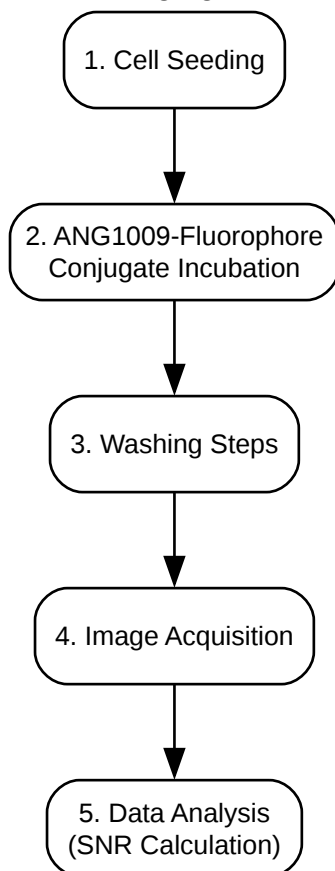 1. Cell Seeding
2. ANG1009-Fluorophore
Conjugate Incubation
3. Washing Steps
4. Image Acquisition
5. Data Analysis
(SNR Calculation)